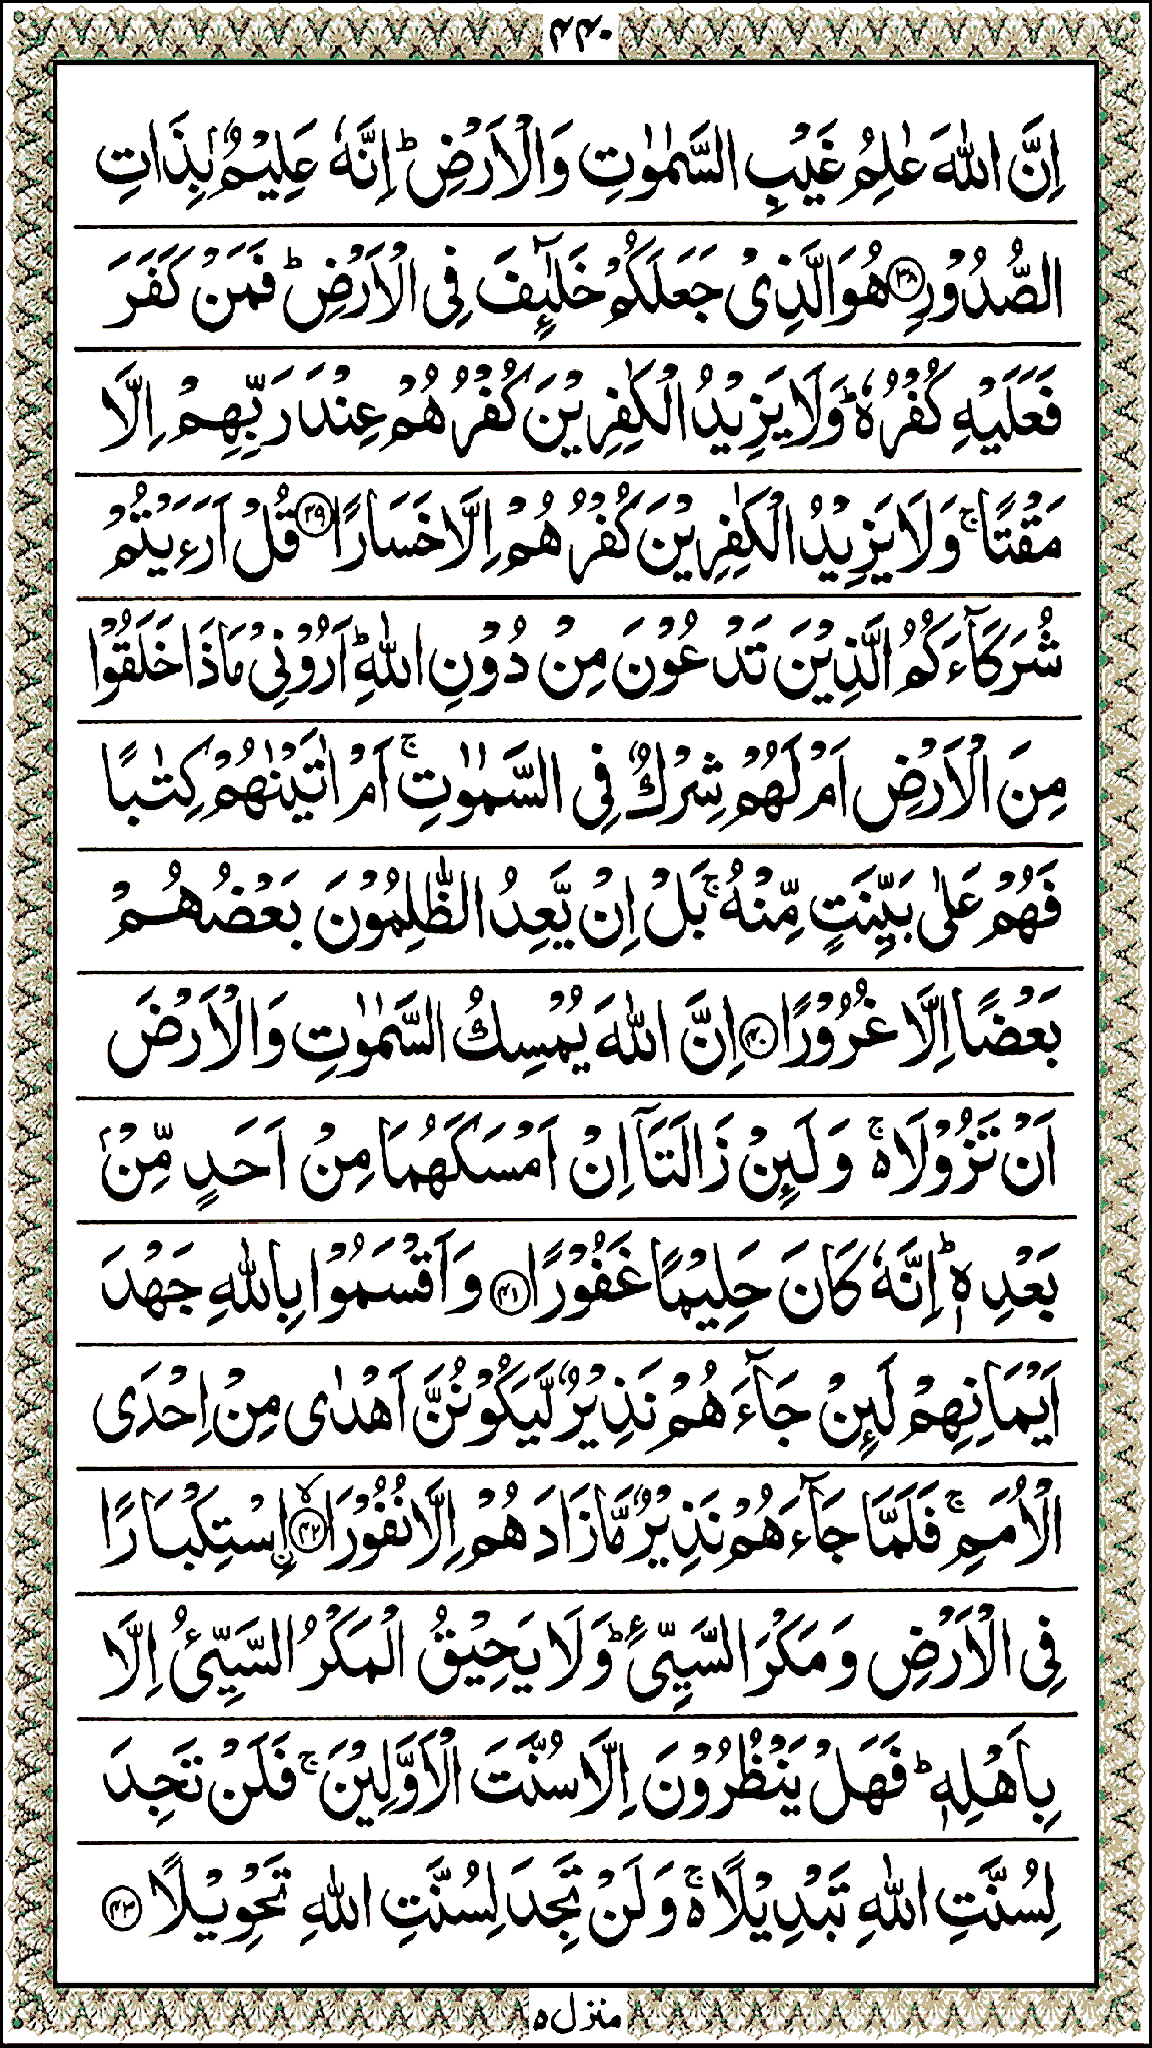 ۴۴۰
اِنَّ اللّٰهَ عٰلِمُ غَيْبِ السَّمٰوٰتِ وَالْاَرْضِ ؕ اِنَّهٗ عَلِيْمٌۢ بِذَاتِ
الصُّدُوْرِ ﴿۳۸﴾ هُوَ الَّذِىْ جَعَلَكُمْ خَلٰٓئِفَ فِى الْاَرْضِ ؕ فَمَنْ كَفَرَ
فَعَلَيْهِ كُفْرُهٗ ؕ وَلَا يَزِيْدُ الْكٰفِرِيْنَ كُفْرُهُمْ عِنْدَ رَبِّهِمْ اِلَّا
مَقْتًا ۚ وَلَا يَزِيْدُ الْكٰفِرِيْنَ كُفْرُهُمْ اِلَّا خَسَارًا ﴿۳۹﴾ قُلْ اَرَءَيْتُمْ
شُرَكَآءَكُمُ الَّذِيْنَ تَدْعُوْنَ مِنْ دُوْنِ اللّٰهِ ؕ اَرُوْنِىْ مَاذَا خَلَقُوْا
مِنَ الْاَرْضِ اَمْ لَهُمْ شِرْكٌ فِى السَّمٰوٰتِ ۚ اَمْ اٰتَيْنٰهُمْ كِتٰبًا
فَهُمْ عَلٰى بَيِّنَتٍ مِّنْهُ ۚ بَلْ اِنْ يَّعِدُ الظّٰلِمُوْنَ بَعْضُهُمْ
بَعْضًا اِلَّا غُرُوْرًا ﴿۴۰﴾ اِنَّ اللّٰهَ يُمْسِكُ السَّمٰوٰتِ وَالْاَرْضَ
اَنْ تَزُوْلَا ۚ۬ وَلَئِنْ زَالَتَاۤ اِنْ اَمْسَكَهُمَا مِنْ اَحَدٍ مِّنْۢ
بَعْدِهٖ ؕ اِنَّهٗ كَانَ حَلِيْمًا غَفُوْرًا ﴿۴۱﴾ وَاَقْسَمُوْا بِاللّٰهِ جَهْدَ
اَيْمَانِهِمْ لَئِنْ جَآءَهُمْ نَذِيْرٌ لَّيَكُوْنُنَّ اَهْدٰى مِنْ اِحْدَى
الْاُمَمِ ۚ فَلَمَّا جَآءَهُمْ نَذِيْرٌ مَّا زَادَهُمْ اِلَّا نُفُوْرَا ﴿۴۲﴾ۙ اۨسْتِكْبَارًا
فِى الْاَرْضِ وَمَكْرَ السَّيِّئِ ؕ وَلَا يَحِيْقُ الْمَكْرُ السَّيِّئُ اِلَّا
بِاَهْلِهٖ ؕ فَهَلْ يَنْظُرُوْنَ اِلَّا سُنَّتَ الْاَوَّلِيْنَ ۚ فَلَنْ تَجِدَ
لِسُنَّتِ اللّٰهِ تَبْدِيْلًا ۚ۬ وَلَنْ تَجِدَ لِسُنَّتِ اللّٰهِ تَحْوِيْلًا ﴿۴۳﴾
منزل ۵